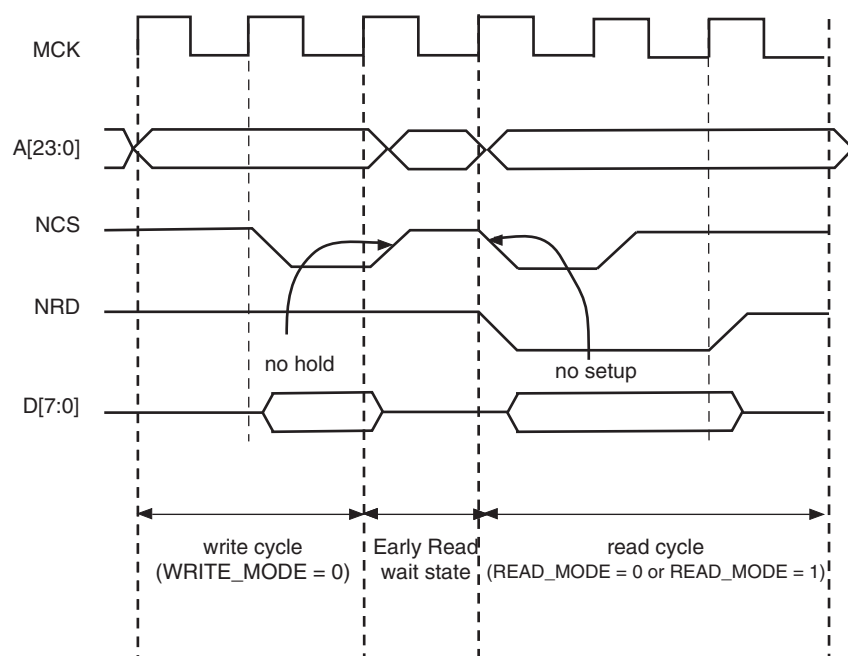 MCK
A[23:0]
NCS
NRD
no hold
no setup
D[7:0]
write cycle
(WRITE_MODE = 0)
Early Read
wait state
read cycle
(READ_MODE = 0 or READ_MODE = 1)